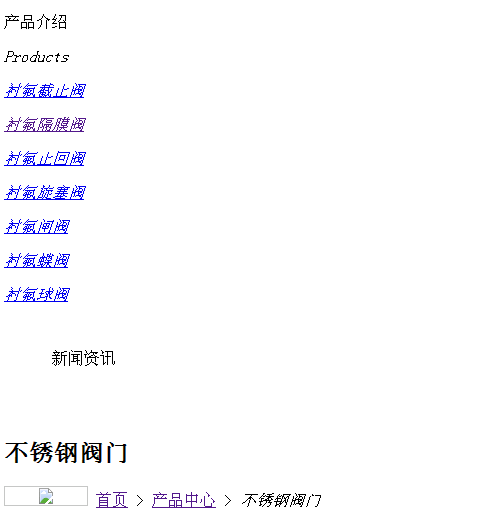 产品介绍
Products
衬氟截止阀
衬氟隔膜阀
衬氟止回阀
衬氟旋塞阀
衬氟闸阀
衬氟蝶阀
衬氟球阀
新闻资讯
不锈钢阀门
首页 > 产品中心 > 不锈钢阀门